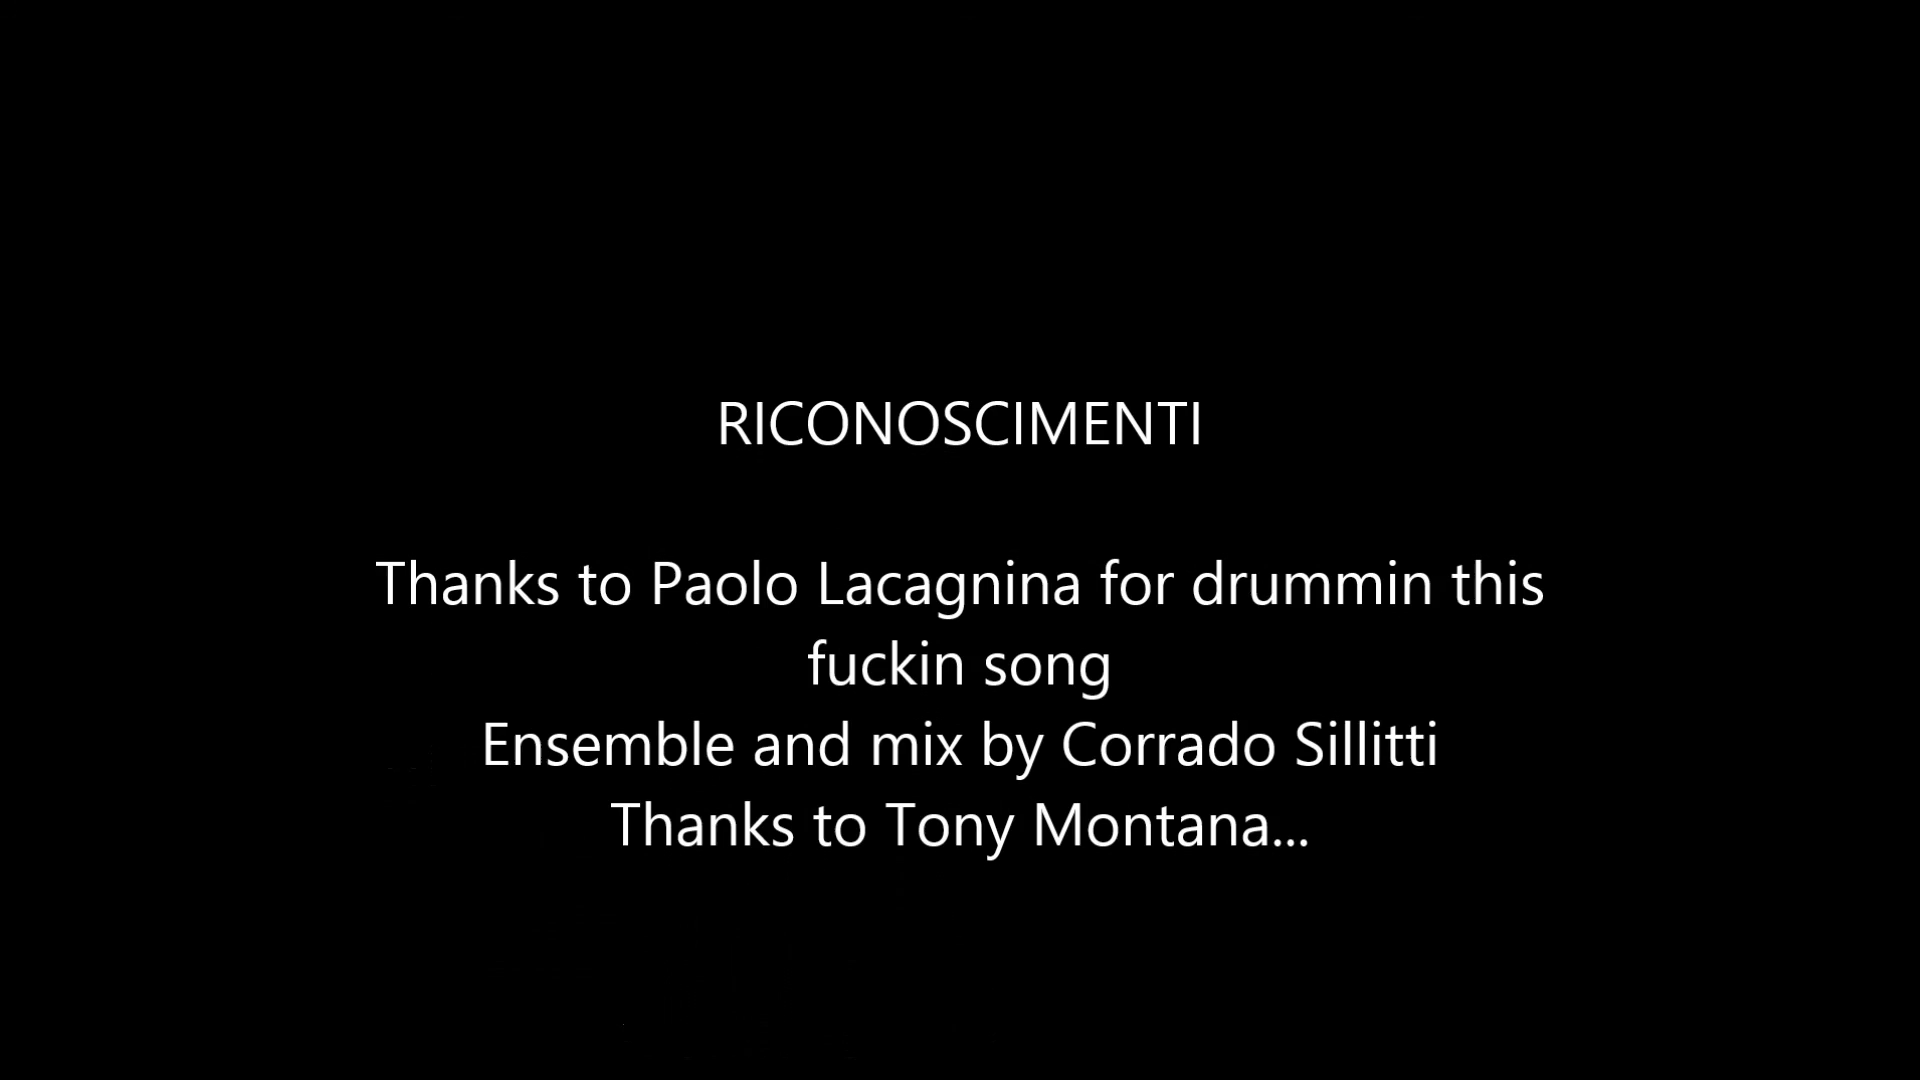 RICONOSCIMENTI
Thanks to Paolo Lacagnina for drummin this
fuckin song
Ensemble and mix by Corrado Sillitti
Thanks to Tony Montana...